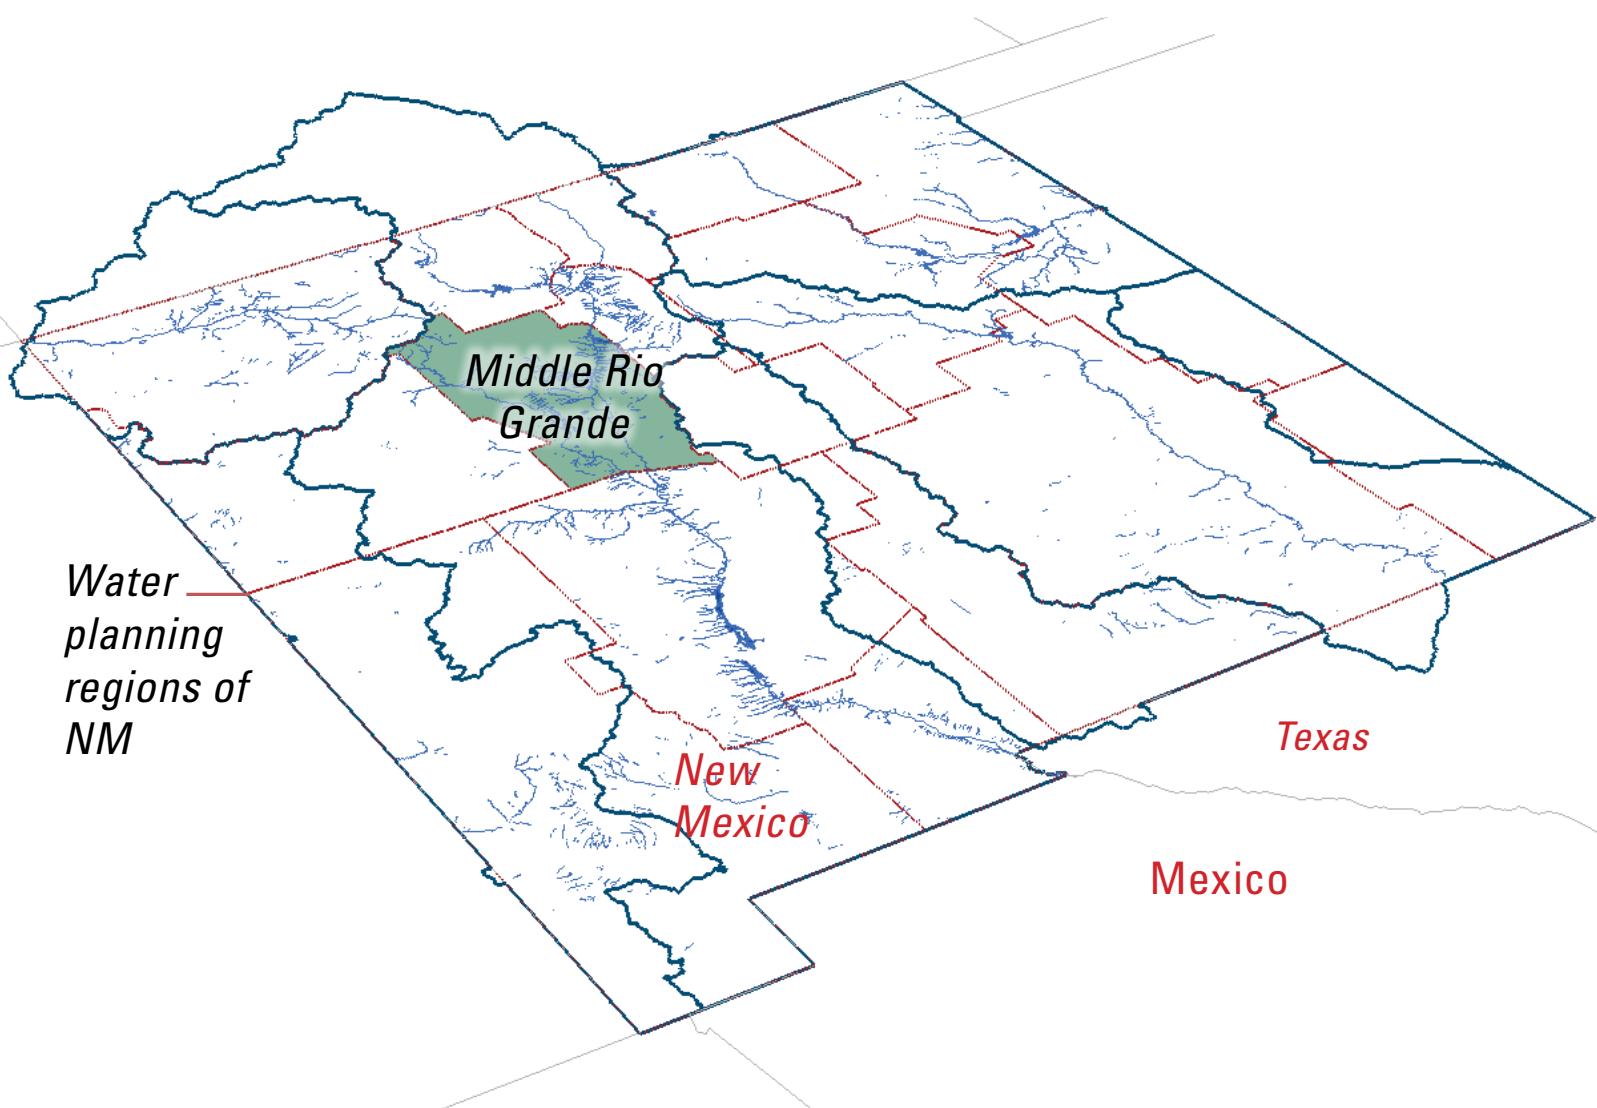 Middle Rio
Grande
Water
planning
regions of
NM
New
Mexico
Texas
Mexico